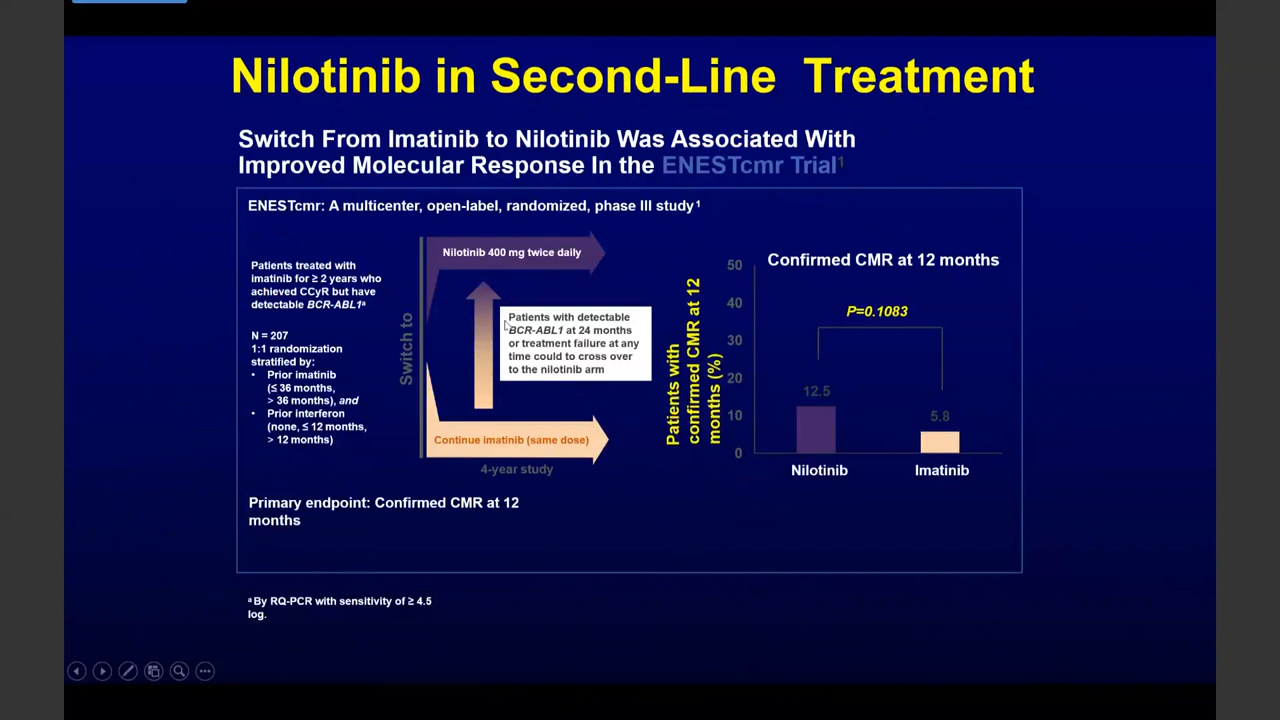 Nilotinib in Second-Line Treatment
Switch From Imatinib to Nilotinib Was Associated With
Improved Molecular Response In the ENESTcmr Trial¹
ENESTcmr: A multicenter, open-label, randomized, phase III study¹
Patients treated with
imatinib for ≥ 2 years who
achieved CCyR but have
detectable BCR-ABL1ᵃ
N = 207
1:1 randomization
stratified by:
• Prior imatinib
(≤ 36 months,
> 36 months), and
• Prior interferon
(none, ≤ 12 months,
> 12 months)
Switch to
Nilotinib 400 mg twice daily
Patients with detectable
BCR-ABL1 at 24 months
or treatment failure at any
time could to cross over
to the nilotinib arm
Continue imatinib (same dose)
4-year study
Primary endpoint: Confirmed CMR at 12
months
Confirmed CMR at 12 months
Patients with
confirmed CMR at 12
months (%)
50
40
30
20
10
0
P=0.1083
12.5
5.8
Nilotinib
Imatinib
ᵃ By RQ-PCR with sensitivity of ≥ 4.5
log.